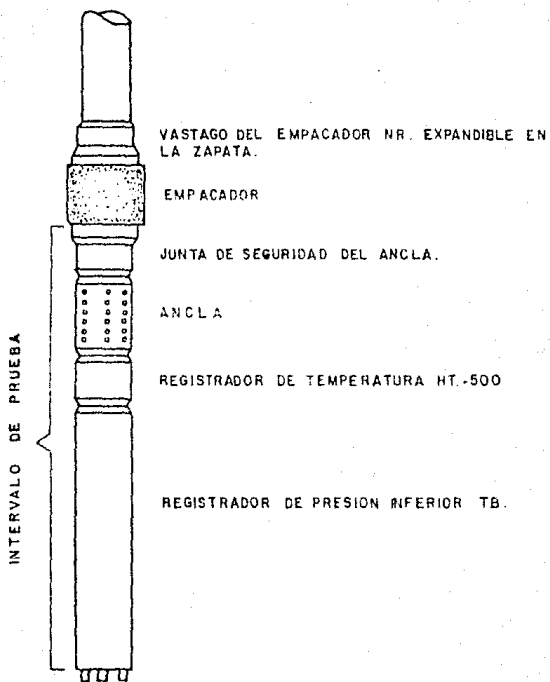 VASTAGO DEL EMPACADOR NR. EXPANDIBLE EN
LA ZAPATA.
EMPACADOR
JUNTA DE SEGURIDAD DEL ANCLA.
ANCLA
REGISTRADOR DE TEMPERATURA HT.-500
REGISTRADOR DE PRESION INFERIOR TB.
INTERVALO DE PRUEBA